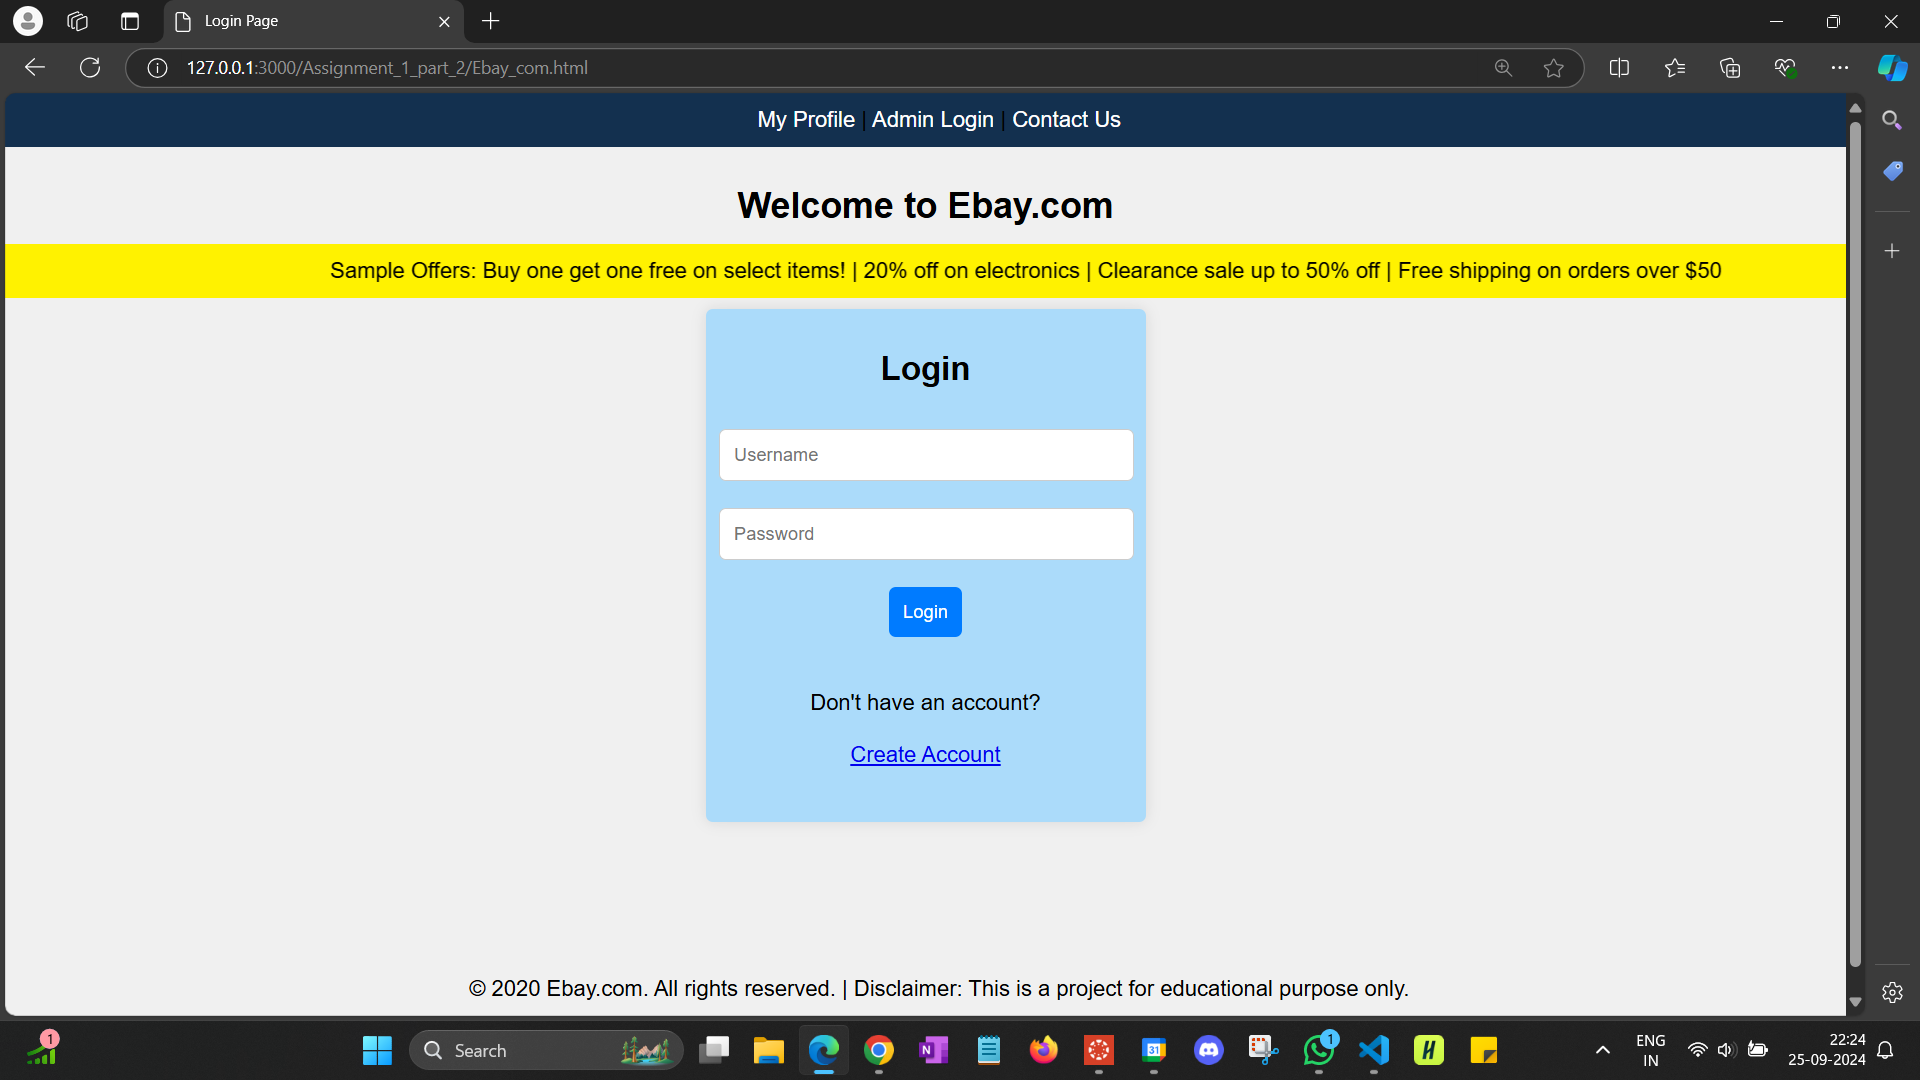 Login Page
127.0.0.1:3000/Assignment_1_part_2/Ebay_com.html
My Profile | Admin Login | Contact Us
Welcome to Ebay.com
Sample Offers: Buy one get one free on select items! | 20% off on electronics | Clearance sale up to 50% off | Free shipping on orders over $50
Login
Username
Password
Login
Don't have an account?
Create Account
© 2020 Ebay.com. All rights reserved. | Disclaimer: This is a project for educational purpose only.
1
Search
N
31
1
H
ENG
IN
22:24
25-09-2024